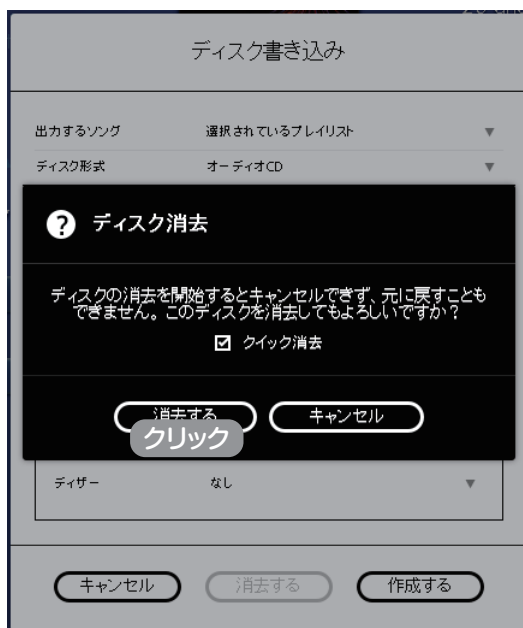 ディスク書き込み
出力するソング 選択されているプレイリスト ▼
ディスク形式 オーディオCD ▼
? ディスク消去
ディスクの消去を開始するとキャンセルできず、元に戻すことも
できません。このディスクを消去してもよろしいですか?
クイック消去
消去する キャンセル
クリック
ディザー なし ▼
キャンセル 消去する 作成する